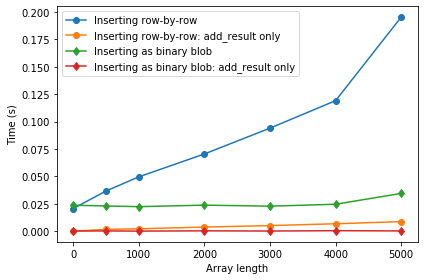 Inserting row-by-row
Inserting row-by-row: add_result only
Inserting as binary blob
Inserting as binary blob: add_result only
Time (s)
0.200
0.175
0.150
0.125
0.100
0.075
0.050
0.025
0.000
0 1000 2000 3000 4000 5000
Array length